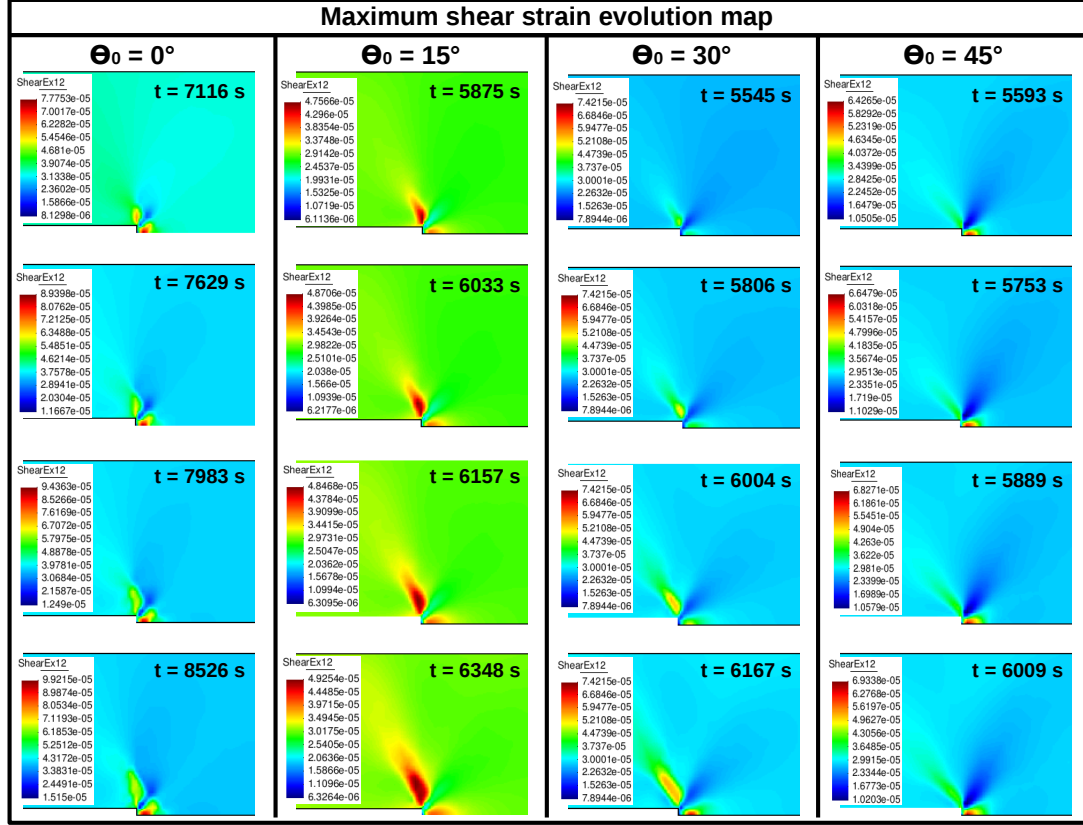 Maximum shear strain evolution map
ϴ₀ = 0°
ϴ₀ = 15°
ϴ₀ = 30°
ϴ₀ = 45°
ShearEx12
7.7753e-05
7.0017e-05
6.2282e-05
5.4546e-05
4.681e-05
3.9074e-05
3.1338e-05
2.3602e-05
1.5866e-05
8.1298e-06
t = 7116 s
ShearEx12
4.7566e-05
4.296e-05
3.8354e-05
3.3748e-05
2.9142e-05
2.4537e-05
1.9931e-05
1.5325e-05
1.0719e-05
6.1136e-06
t = 5875 s
ShearEx12
7.4215e-05
6.6846e-05
5.9477e-05
5.2108e-05
4.4739e-05
3.737e-05
3.0001e-05
2.2632e-05
1.5263e-05
7.8944e-06
t = 5545 s
ShearEx12
6.4265e-05
5.8292e-05
5.2319e-05
4.6345e-05
4.0372e-05
3.4399e-05
2.8425e-05
2.2452e-05
1.6479e-05
1.0505e-05
t = 5593 s
ShearEx12
8.9398e-05
8.0762e-05
7.2125e-05
6.3488e-05
5.4851e-05
4.6214e-05
3.7578e-05
2.8941e-05
2.0304e-05
1.1667e-05
t = 7629 s
ShearEx12
4.8706e-05
4.3985e-05
3.9264e-05
3.4543e-05
2.9822e-05
2.5101e-05
2.038e-05
1.566e-05
1.0939e-05
6.2177e-06
t = 6033 s
ShearEx12
7.4215e-05
6.6846e-05
5.9477e-05
5.2108e-05
4.4739e-05
3.737e-05
3.0001e-05
2.2632e-05
1.5263e-05
7.8944e-06
t = 5806 s
ShearEx12
6.6479e-05
6.0318e-05
5.4157e-05
4.7996e-05
4.1835e-05
3.5674e-05
2.9513e-05
2.3351e-05
1.719e-05
1.1029e-05
t = 5753 s
ShearEx12
9.4363e-05
8.5266e-05
7.6169e-05
6.7072e-05
5.7975e-05
4.8878e-05
3.9781e-05
3.0684e-05
2.1587e-05
1.249e-05
t = 7983 s
ShearEx12
4.8468e-05
4.3784e-05
3.9099e-05
3.4415e-05
2.9731e-05
2.5047e-05
2.0362e-05
1.5678e-05
1.0994e-05
6.3095e-06
t = 6157 s
ShearEx12
7.4215e-05
6.6846e-05
5.9477e-05
5.2108e-05
4.4739e-05
3.737e-05
3.0001e-05
2.2632e-05
1.5263e-05
7.8944e-06
t = 6004 s
ShearEx12
6.8271e-05
6.1861e-05
5.5451e-05
4.904e-05
4.263e-05
3.622e-05
2.981e-05
2.3399e-05
1.6989e-05
1.0579e-05
t = 5889 s
ShearEx12
9.9215e-05
8.9874e-05
8.0534e-05
7.1193e-05
6.1853e-05
5.2512e-05
4.3172e-05
3.3831e-05
2.4491e-05
1.515e-05
t = 8526 s
ShearEx12
4.9254e-05
4.4485e-05
3.9715e-05
3.4945e-05
3.0175e-05
2.5405e-05
2.0636e-05
1.5866e-05
1.1096e-05
6.3264e-06
t = 6348 s
ShearEx12
7.4215e-05
6.6846e-05
5.9477e-05
5.2108e-05
4.4739e-05
3.737e-05
3.0001e-05
2.2632e-05
1.5263e-05
7.8944e-06
t = 6167 s
ShearEx12
6.9338e-05
6.2768e-05
5.6197e-05
4.9627e-05
4.3056e-05
3.6485e-05
2.9915e-05
2.3344e-05
1.6773e-05
1.0203e-05
t = 6009 s